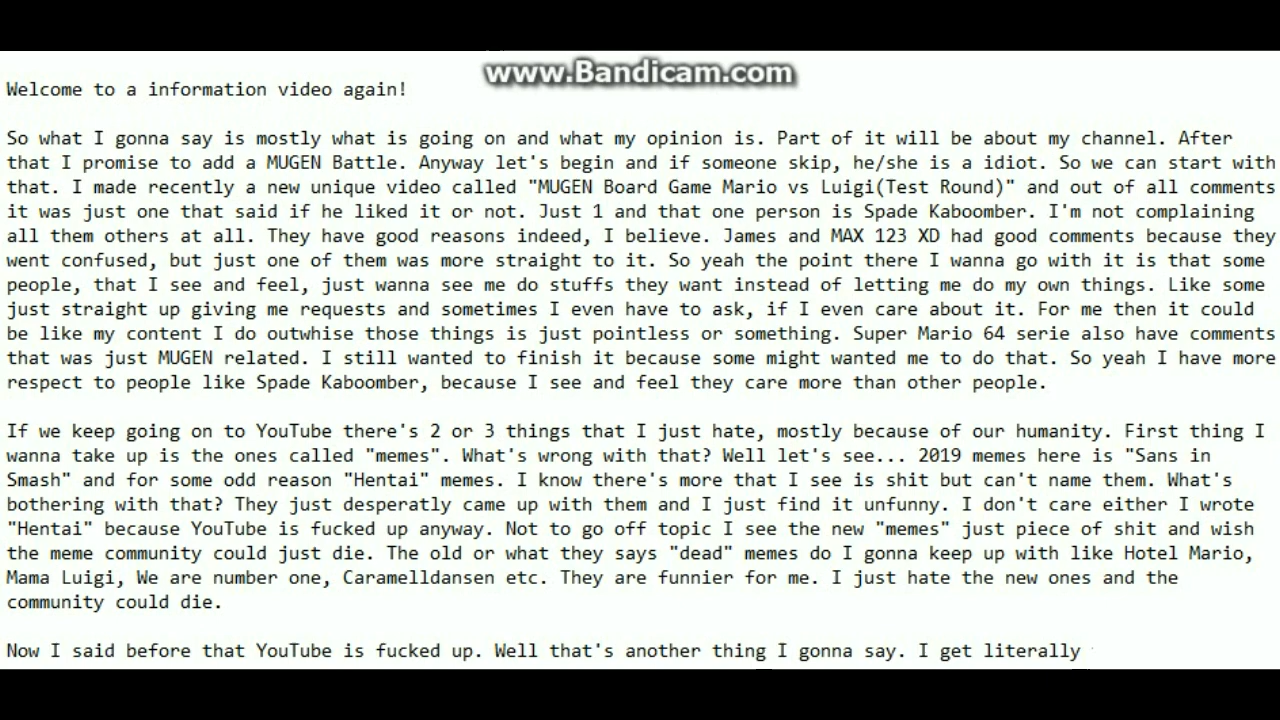 www.Bandicam.com
Welcome to a information video again!
So what I gonna say is mostly what is going on and what my opinion is. Part of it will be about my channel. After
that I promise to add a MUGEN Battle. Anyway let's begin and if someone skip, he/she is a idiot. So we can start with
that. I made recently a new unique video called "MUGEN Board Game Mario vs Luigi(Test Round)" and out of all comments
it was just one that said if he liked it or not. Just 1 and that one person is Spade Kaboomber. I'm not complaining
all them others at all. They have good reasons indeed, I believe. James and MAX 123 XD had good comments because they
went confused, but just one of them was more straight to it. So yeah the point there I wanna go with it is that some
people, that I see and feel, just wanna see me do stuffs they want instead of letting me do my own things. Like some
just straight up giving me requests and sometimes I even have to ask, if I even care about it. For me then it could
be like my content I do outwhise those things is just pointless or something. Super Mario 64 serie also have comments
that was just MUGEN related. I still wanted to finish it because some might wanted me to do that. So yeah I have more
respect to people like Spade Kaboomber, because I see and feel they care more than other people.
If we keep going on to YouTube there's 2 or 3 things that I just hate, mostly because of our humanity. First thing I
wanna take up is the ones called "memes". What's wrong with that? Well let's see... 2019 memes here is "Sans in
Smash" and for some odd reason "Hentai" memes. I know there's more that I see is shit but can't name them. What's
bothering with that? They just desperatly came up with them and I just find it unfunny. I don't care either I wrote
"Hentai" because YouTube is fucked up anyway. Not to go off topic I see the new "memes" just piece of shit and wish
the meme community could just die. The old or what they says "dead" memes do I gonna keep up with like Hotel Mario,
Mama Luigi, We are number one, Caramelldansen etc. They are funnier for me. I just hate the new ones and the
community could die.
Now I said before that YouTube is fucked up. Well that's another thing I gonna say. I get literally